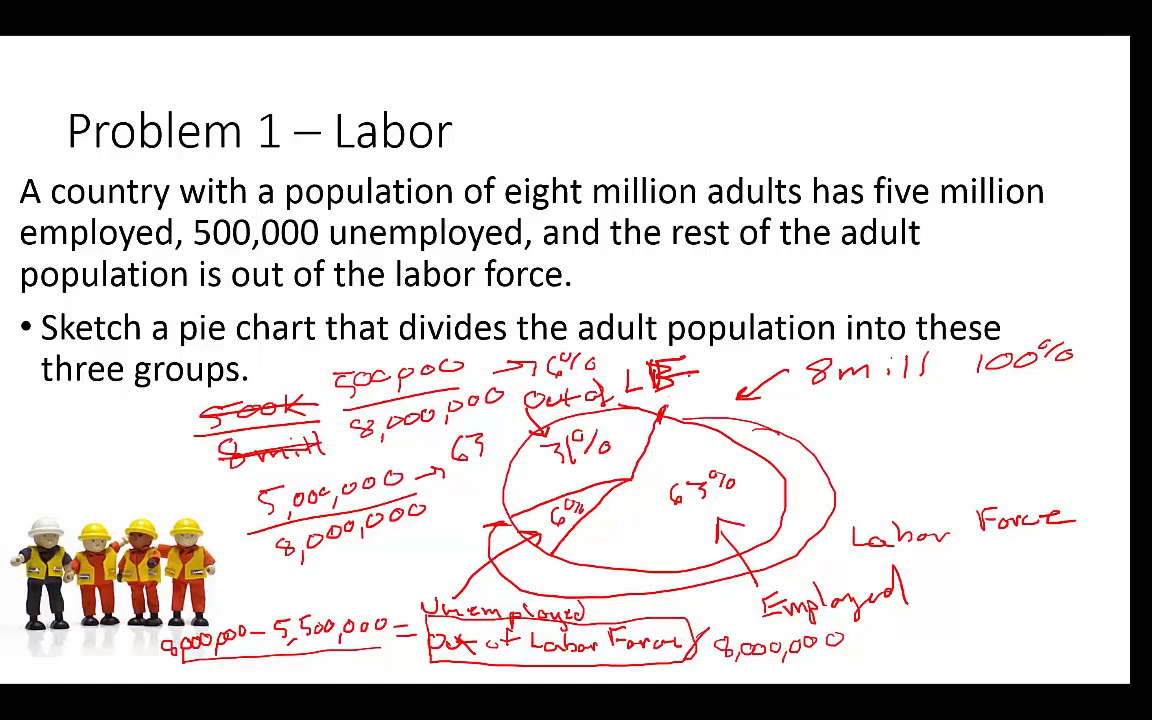 Problem 1 – Labor
A country with a population of eight million adults has five million
employed, 500,000 unemployed, and the rest of the adult
population is out of the labor force.
• Sketch a pie chart that divides the adult population into these
three groups.
500,000 → 6%
8,000,000
500K
8mill
Out of LF
8mill 100%
31%
63%
6%
5,000,000 → 63
8,000,000
Labor Force
Employed
Unemployed
8,000,000 – 5,500,000 = Out of Labor Force / 8,000,000